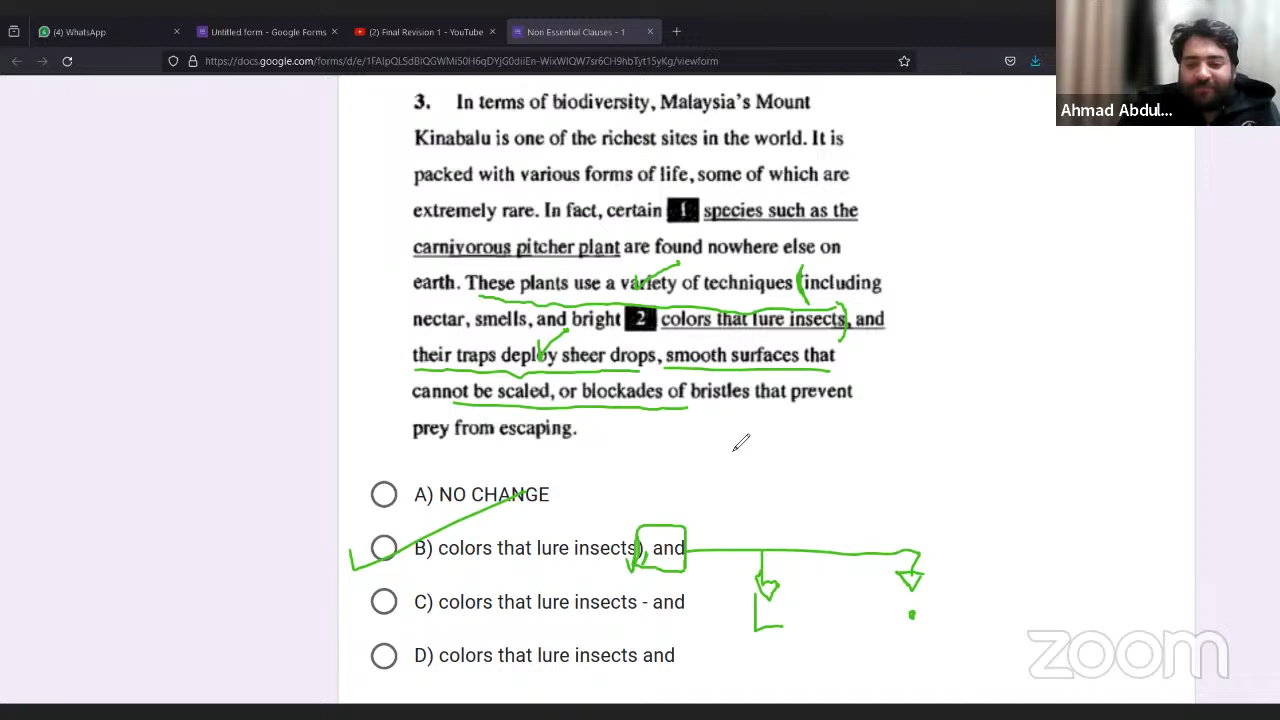 (4) WhatsApp
Untitled form - Google Forms
(2) Final Revision 1 - YouTube
Non Essential Clauses - 1
https://docs.google.com/forms/d/e/1FAIpQLSdBlQGWMi50H6qDYjG0diiEn-WixWIQW7sr6CH9hbTyt15yKg/viewform
Ahmad Abdul...
3. In terms of biodiversity, Malaysia's Mount
Kinabalu is one of the richest sites in the world. It is
packed with various forms of life, some of which are
extremely rare. In fact, certain 1 species such as the
carnivorous pitcher plant are found nowhere else on
earth. These plants use a variety of techniques (including
nectar, smells, and bright 2 colors that lure insects, and
their traps deploy sheer drops, smooth surfaces that
cannot be scaled, or blockades of bristles that prevent
prey from escaping.
A) NO CHANGE
B) colors that lure insects), and
C) colors that lure insects - and
D) colors that lure insects and
zoom